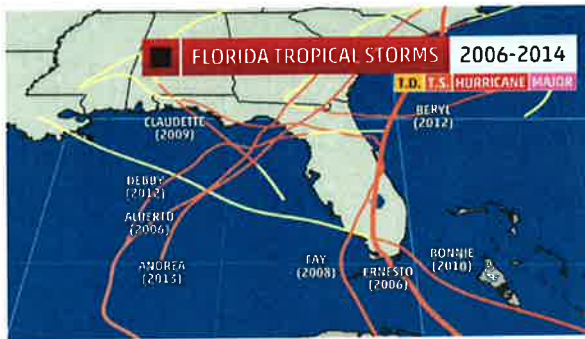 FLORIDA TROPICAL STORMS 2006-2014
T.D. T.S. HURRICANE MAJOR
BERYL
(2012)
CLAUDETTE
(2009)
DEBBY
(2012)
ALBERTO
(2006)
ANDREA
(2013)
FAY
(2008)
ERNESTO
(2006)
BONNIE
(2010)